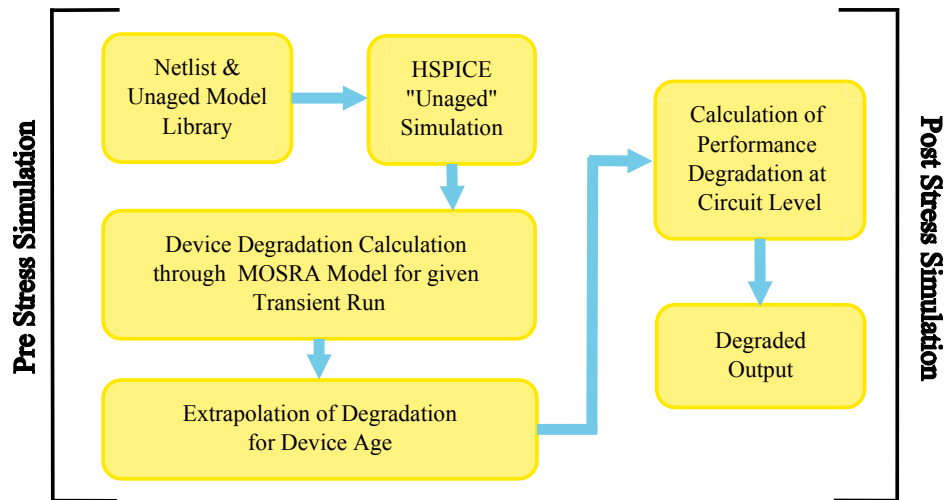 Pre Stress Simulation
Netlist &
Unaged Model
Library
HSPICE
"Unaged"
Simulation
Device Degradation Calculation
through MOSRA Model for given
Transient Run
Extrapolation of Degradation
for Device Age
Calculation of
Performance
Degradation at
Circuit Level
Degraded
Output
Post Stress Simulation